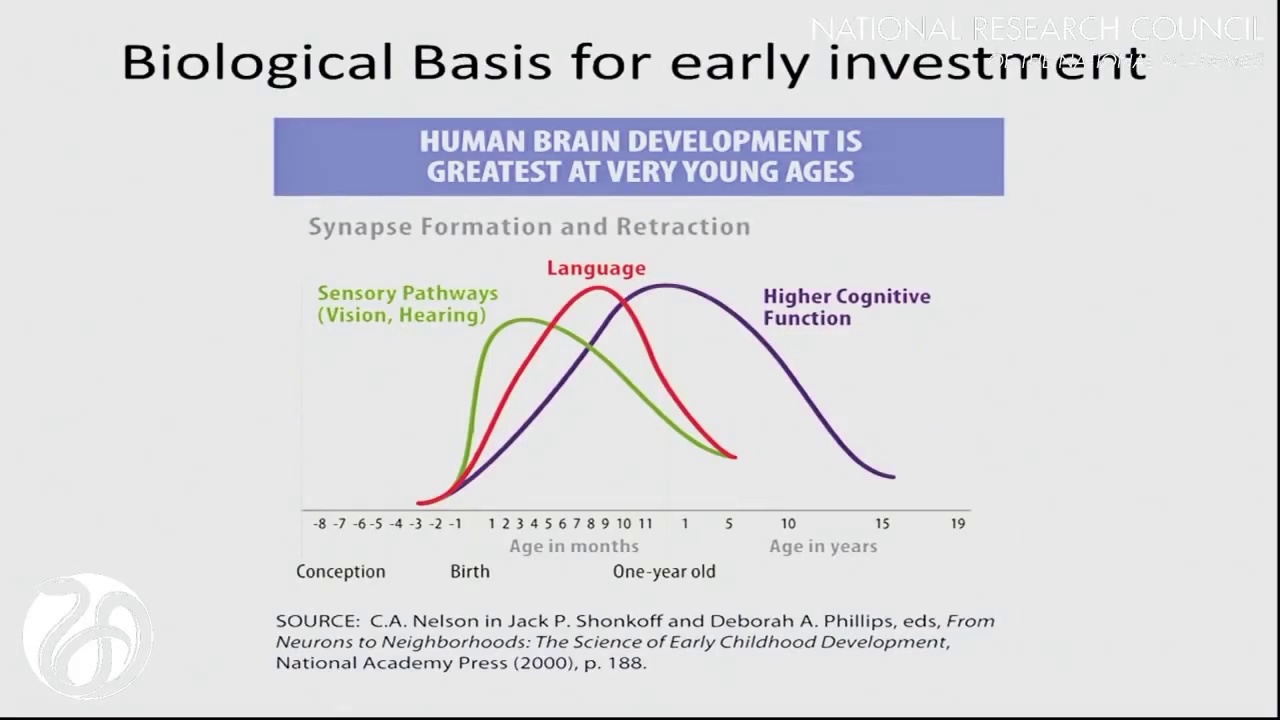 NATIONAL RESEARCH COUNCIL
OF THE NATIONAL ACADEMIES
Biological Basis for early investment
HUMAN BRAIN DEVELOPMENT IS
GREATEST AT VERY YOUNG AGES
Synapse Formation and Retraction
Language
Sensory Pathways
(Vision, Hearing)
Higher Cognitive
Function
-8 -7 -6 -5 -4 -3 -2 -1 1 2 3 4 5 6 7 8 9 10 11 1 5 10 15 19
Age in months Age in years
Conception Birth One-year old
SOURCE: C.A. Nelson in Jack P. Shonkoff and Deborah A. Phillips, eds, From
Neurons to Neighborhoods: The Science of Early Childhood Development,
National Academy Press (2000), p. 188.